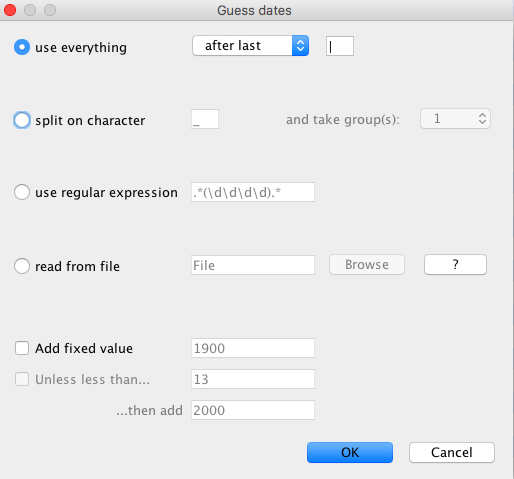 Guess dates
use everything after last |
split on character _ and take group(s): 1
use regular expression .*(\d\d\d\d).*
read from file File Browse ?
Add fixed value 1900
Unless less than... 13
...then add 2000
OK Cancel